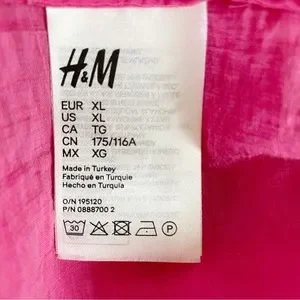 H&M
EUR XL
US XL
CA TG
CN 175/116A
MX XG
Made in Turkey
Fabriqué en Turquie
Hecho en Turquía
O/N 195120
P/N 0888700 2
30 P